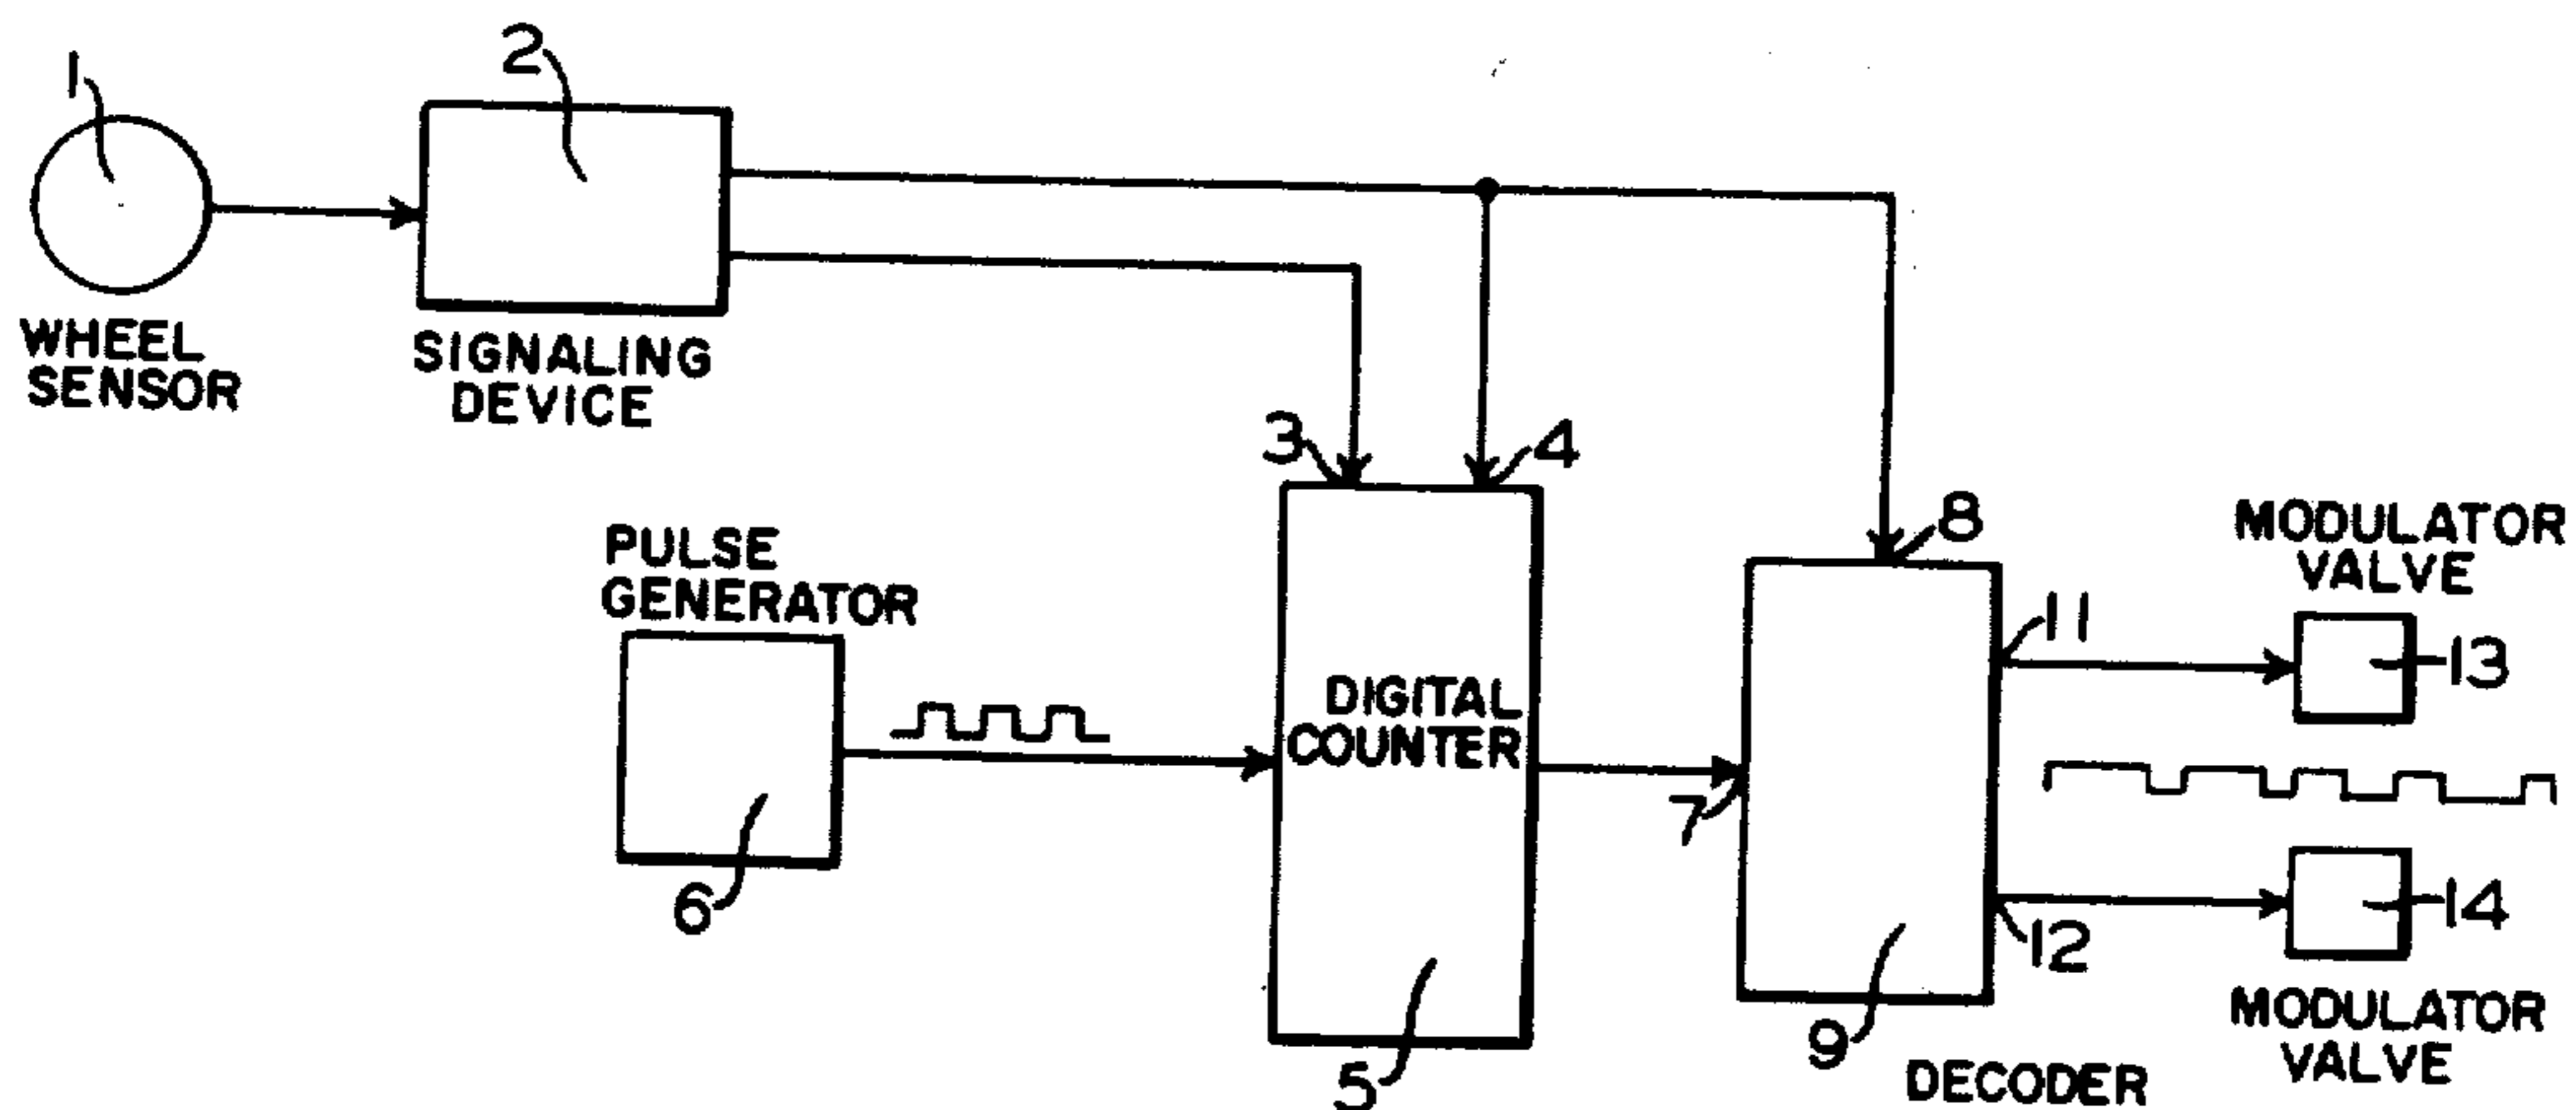 1
2
WHEEL
SENSOR
SIGNALING
DEVICE
3
4
PULSE
GENERATOR
8
MODULATOR
VALVE
11
13
DIGITAL
COUNTER
7
6
14
12
5
9
DECODER
MODULATOR
VALVE